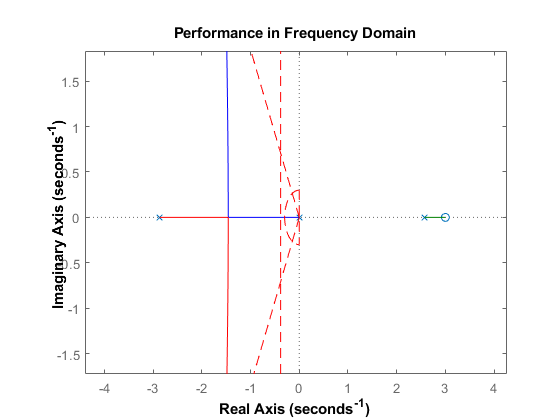 Performance in Frequency Domain
1.5
1
0.5
0
-0.5
-1
-1.5
Imaginary Axis (seconds⁻¹)
-4 -3 -2 -1 0 1 2 3 4
Real Axis (seconds⁻¹)